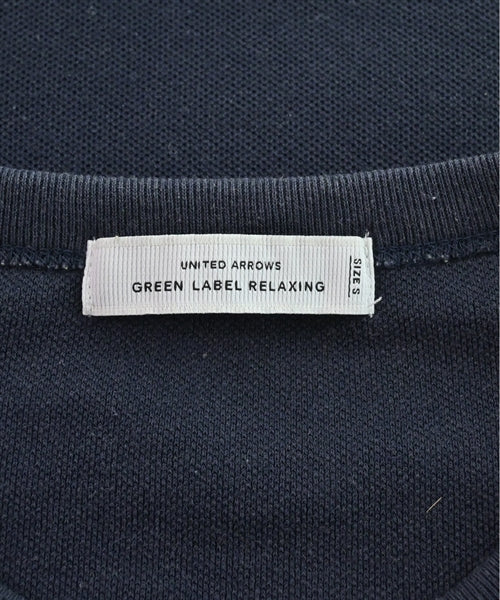 UNITED ARROWS
GREEN LABEL RELAXING
SIZE S